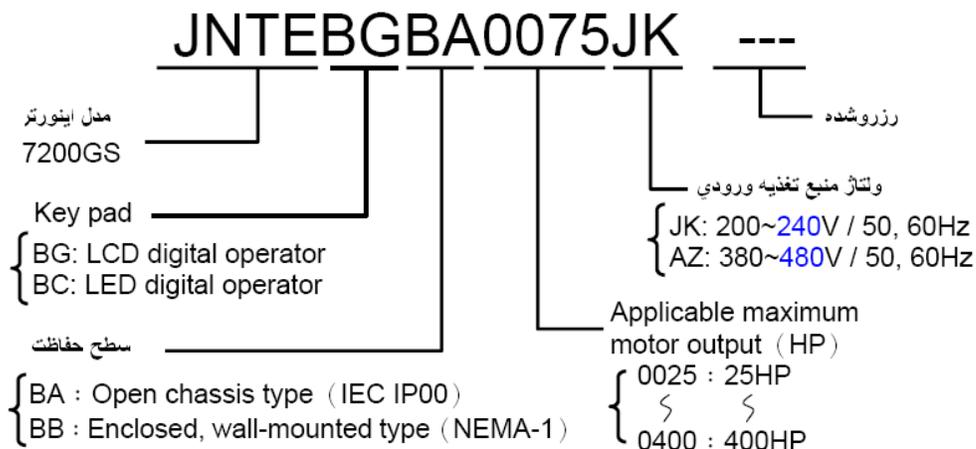 JNTEBGBA0075JK ---
مدل اینورتر
7200GS
Key pad
BG: LCD digital operator
BC: LED digital operator
سطح حفاظت
BA : Open chassis type (IEC IP00)
BB : Enclosed, wall-mounted type (NEMA-1)
رزروشده
ولتاژ منبع تغذیه ورودي
JK: 200~240V / 50, 60Hz
AZ: 380~480V / 50, 60Hz
Applicable maximum
motor output (HP)
0025 : 25HP
0400 : 400HP